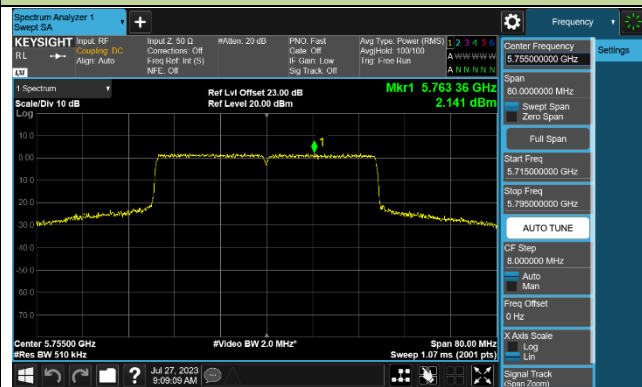 Spectrum Analyzer 1
Swept SA
+
Frequency
KEYSIGHT
RL
LXI
Input: RF
Coupling: DC
Align: Auto
Input Z: 50 Ω
Corrections: Off
Freq Ref: Int (S)
NFE: Off
#Atten: 20 dB
PNO: Fast
Gate: Off
IF Gain: Low
Sig Track: Off
Avg Type: Power (RMS)
Avg|Hold: 100/100
Trig: Free Run
1 2 3 4 5 6
A W W W W W
A N N N N N
1 Spectrum
Scale/Div 10 dB
Log
Ref Lvl Offset 23.00 dB
Ref Level 20.00 dBm
Mkr1 5.763 36 GHz
2.141 dBm
10.0
0.00
-10.0
-20.0
-30.0
-40.0
-50.0
-60.0
-70.0
1
Center 5.75500 GHz
#Res BW 510 kHz
#Video BW 2.0 MHz*
Span 80.00 MHz
Sweep 1.07 ms (2001 pts)
Jul 27, 2023
9:09:09 AM
?
Center Frequency
5.755000000 GHz
Span
80.0000000 MHz
Swept Span
Zero Span
Full Span
Start Freq
5.715000000 GHz
Stop Freq
5.795000000 GHz
AUTO TUNE
CF Step
8.000000 MHz
Auto
Man
Freq Offset
0 Hz
X Axis Scale
Log
Lin
Signal Track
(Span Zoom)
Settings